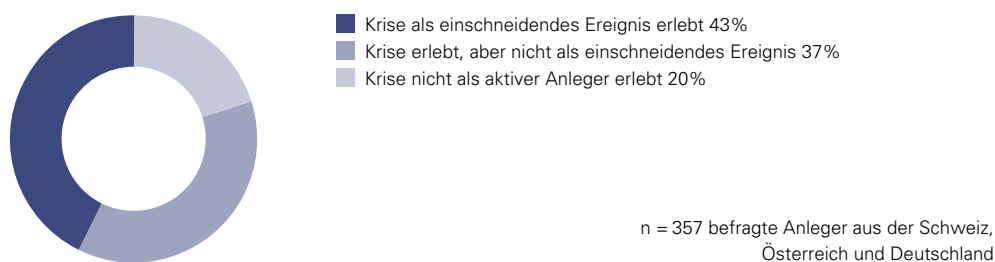 Krise als einschneidendes Ereignis erlebt 43%
Krise erlebt, aber nicht als einschneidendes Ereignis 37%
Krise nicht als aktiver Anleger erlebt 20%
n = 357 befragte Anleger aus der Schweiz,
Österreich und Deutschland